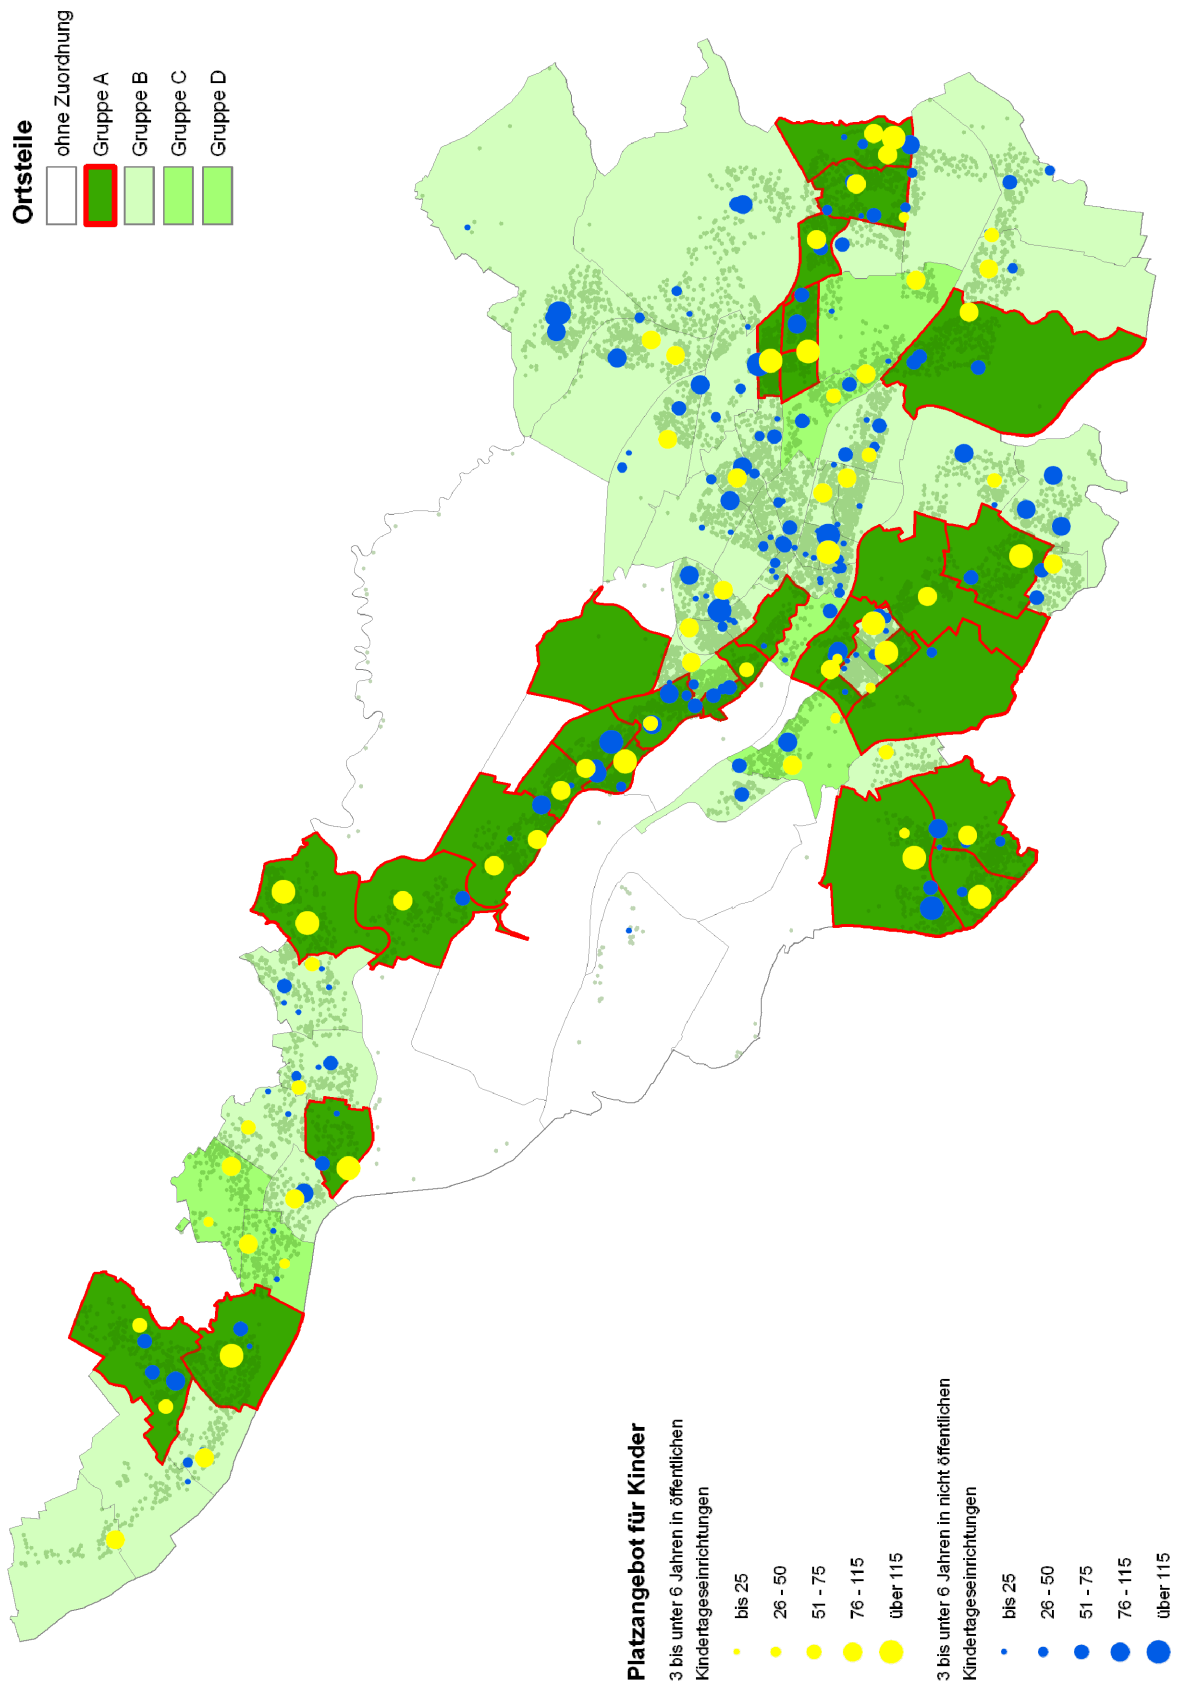 Ortsteile
ohne Zuordnung
Gruppe A
Gruppe B
Gruppe C
Gruppe D
Platzangebot für Kinder
3 bis unter 6 Jahren in öffentlichen
Kindertageseinrichtungen
bis 25
26 - 50
51 - 75
76 - 115
über 115
3 bis unter 6 Jahren in nicht öffentlichen
Kindertageseinrichtungen
bis 25
26 - 50
51 - 75
76 - 115
über 115